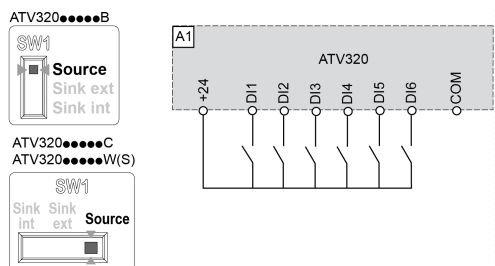 ATV320●●●●●B
SW1
Source
Sink ext
Sink int
ATV320●●●●●C
ATV320●●●●●W(S)
SW1
Sink int
Sink ext
Source
A1
ATV320
+24
DI1
DI2
DI3
DI4
DI5
DI6
COM